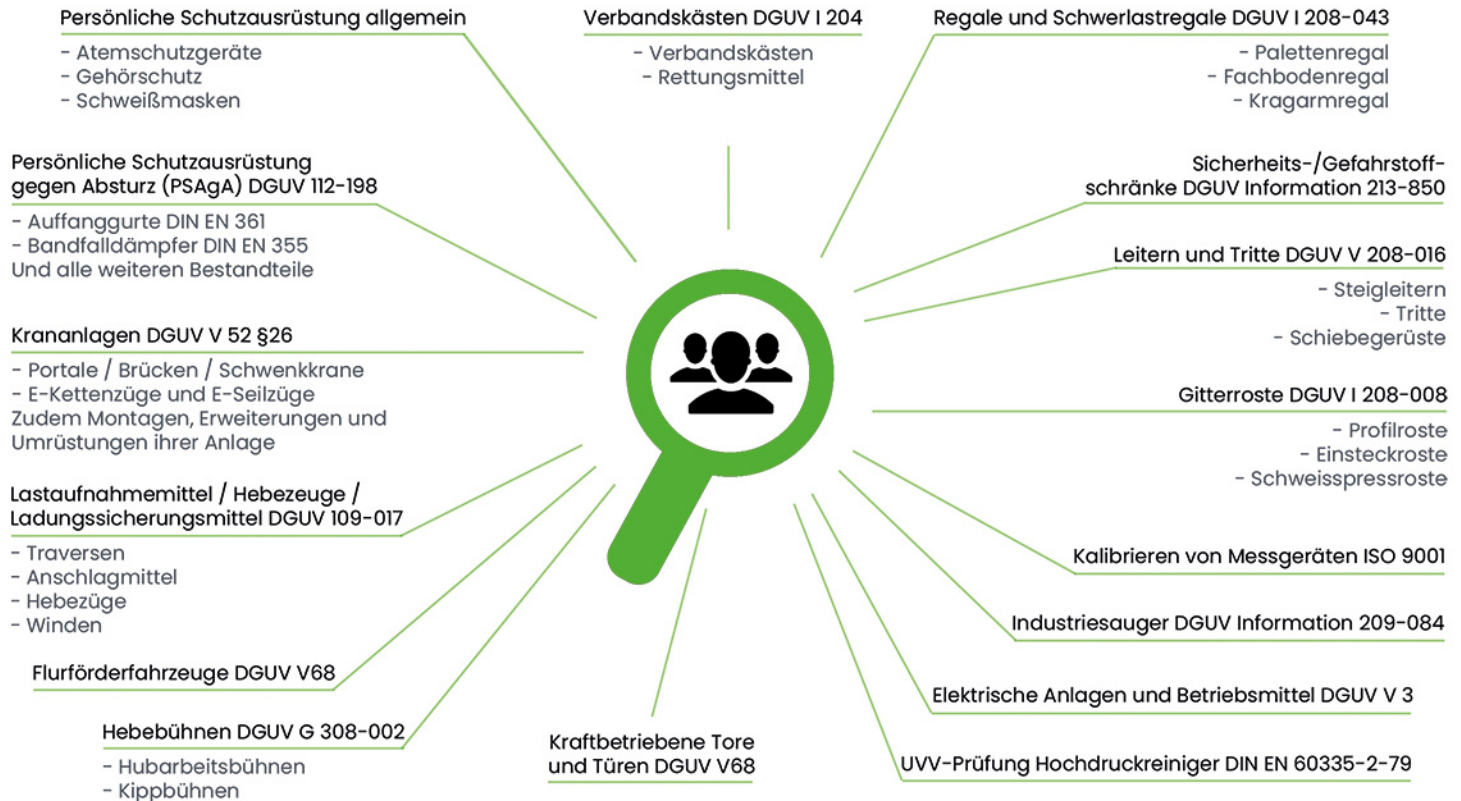 Persönliche Schutzausrüstung allgemein
- Atemschutzgeräte
- Gehörschutz
- Schweißmasken
Verbandskästen DGUV I 204
- Verbandskästen
- Rettungsmittel
Regale und Schwerlastregale DGUV I 208-043
- Palettenregal
- Fachbodenregal
- Kragarmregal
Persönliche Schutzausrüstung
gegen Absturz (PSAgA) DGUV 112-198
- Auffanggurte DIN EN 361
- Bandfalldämpfer DIN EN 355
Und alle weiteren Bestandteile
Sicherheits-/Gefahrstoff-
schränke DGUV Information 213-850
Leitern und Tritte DGUV V 208-016
- Steigleitern
- Tritte
- Schiebegerüste
Krananlagen DGUV V 52 §26
- Portale / Brücken / Schwenkkrane
- E-Kettenzüge und E-Seilzüge
Zudem Montagen, Erweiterungen und
Umrüstungen ihrer Anlage
Gitterroste DGUV I 208-008
- Profilroste
- Einsteckroste
- Schweisspressroste
Lastaufnahmemittel / Hebezeuge /
Ladungssicherungsmittel DGUV 109-017
- Traversen
- Anschlagmittel
- Hebezüge
- Winden
Kalibrieren von Messgeräten ISO 9001
Industriesauger DGUV Information 209-084
Flurförderfahrzeuge DGUV V68
Elektrische Anlagen und Betriebsmittel DGUV V 3
Hebebühnen DGUV G 308-002
- Hubarbeitsbühnen
- Kippbühnen
Kraftbetriebene Tore
und Türen DGUV V68
UVV-Prüfung Hochdruckreiniger DIN EN 60335-2-79